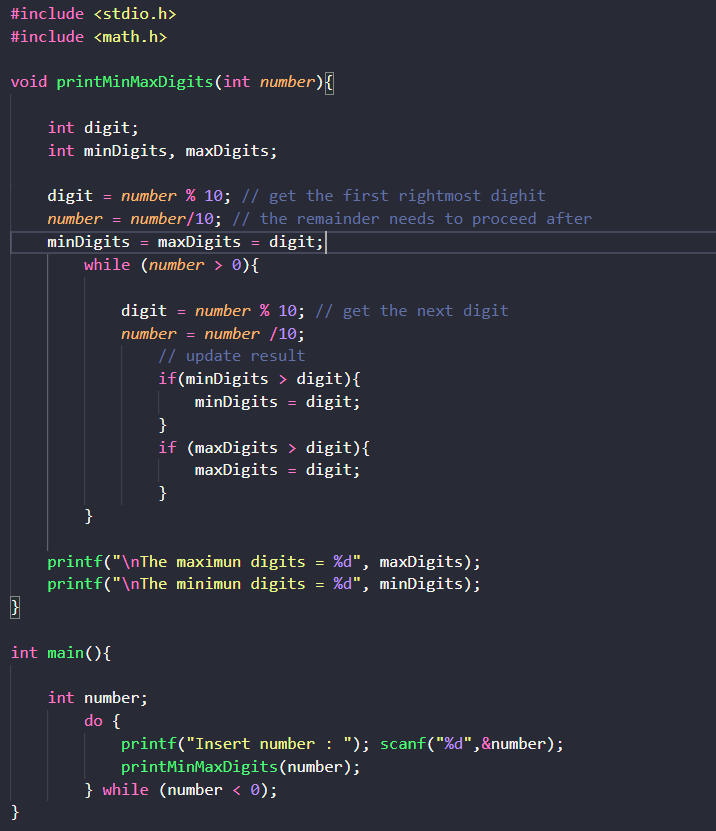 #include <stdio.h>
#include <math.h>
void printMinMaxDigits(int number){
int digit;
int minDigits, maxDigits;
digit = number % 10; // get the first rightmost dighit
number = number/10; // the remainder needs to proceed after
minDigits = maxDigits = digit;
while (number > 0){
digit = number % 10; // get the next digit
number = number /10;
// update result
if(minDigits > digit){
minDigits = digit;
}
if (maxDigits > digit){
maxDigits = digit;
}
}
printf("\nThe maximun digits = %d", maxDigits);
printf("\nThe minimun digits = %d", minDigits);
}
int main(){
int number;
do {
printf("Insert number : "); scanf("%d",&number);
printMinMaxDigits(number);
} while (number < 0);
}